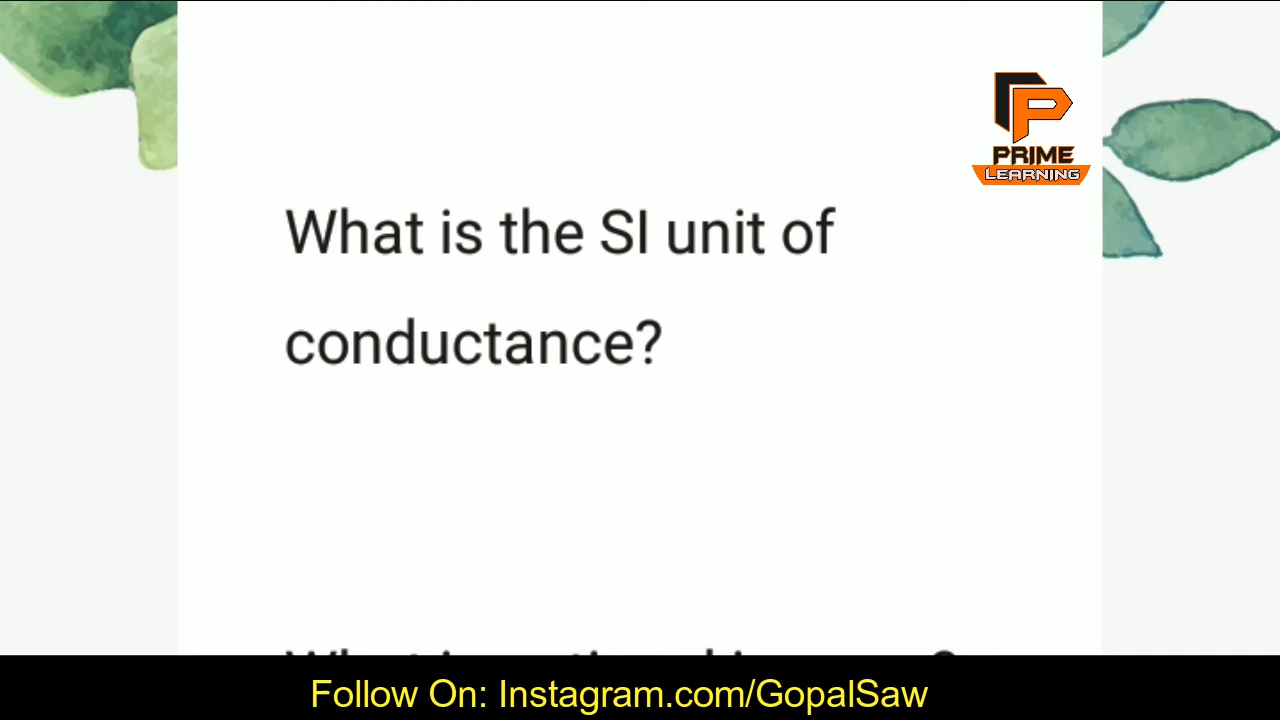 PRIME
LEARNING
What is the SI unit of
conductance?
Follow On: Instagram.com/GopalSaw